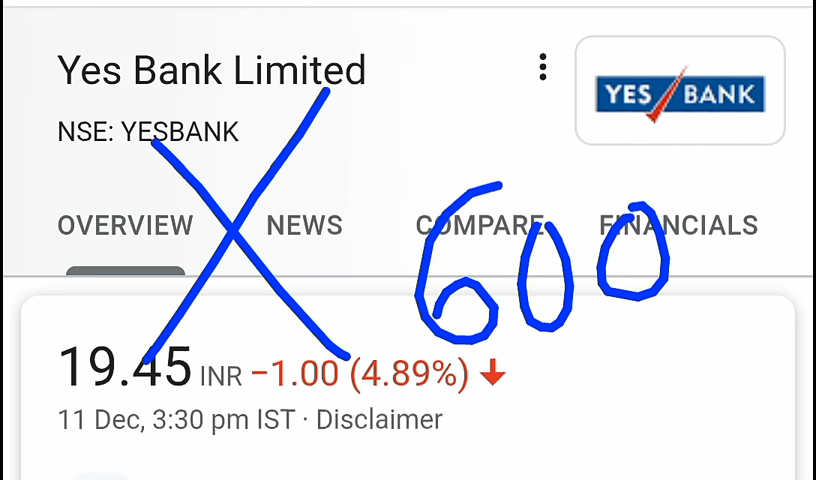 Yes Bank Limited
YES BANK
NSE: YESBANK
OVERVIEW NEWS COMPARE FINANCIALS
X 600
19.45 INR −1.00 (4.89%) ↓
11 Dec, 3:30 pm IST · Disclaimer